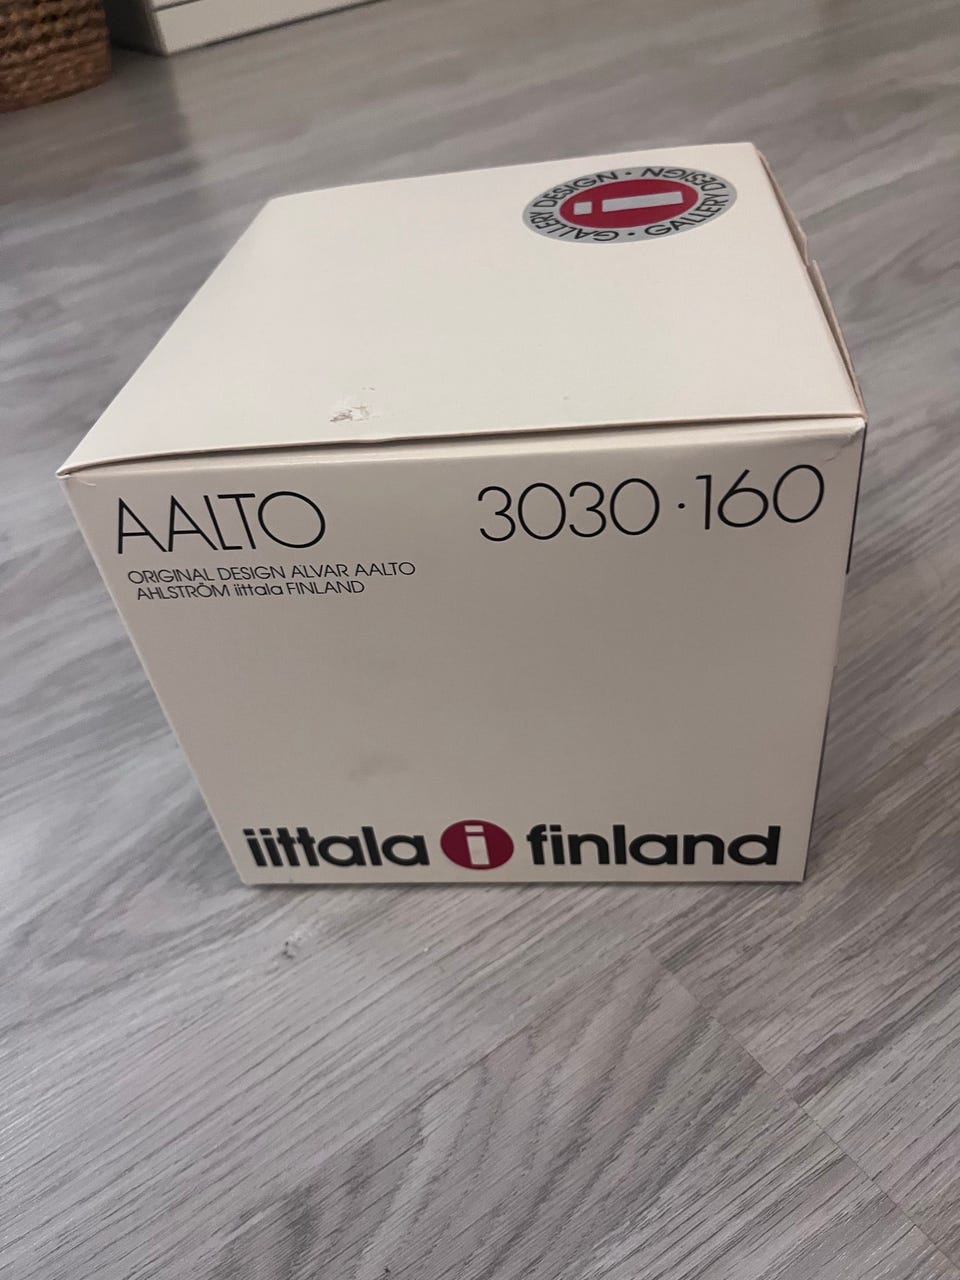 GALLERY DESIGN · GALLERY DESIGN ·
i
AALTO
3030 · 160
ORIGINAL DESIGN ALVAR AALTO
AHLSTRÖM iittala FINLAND
iittala i finland